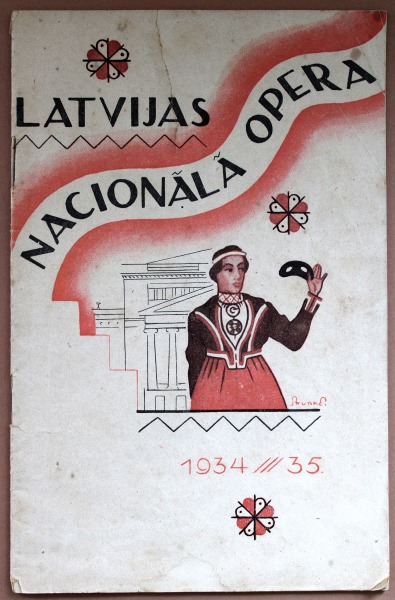 LATVIJAS
NACIONĀLĀ OPERA
1934 /// 35.